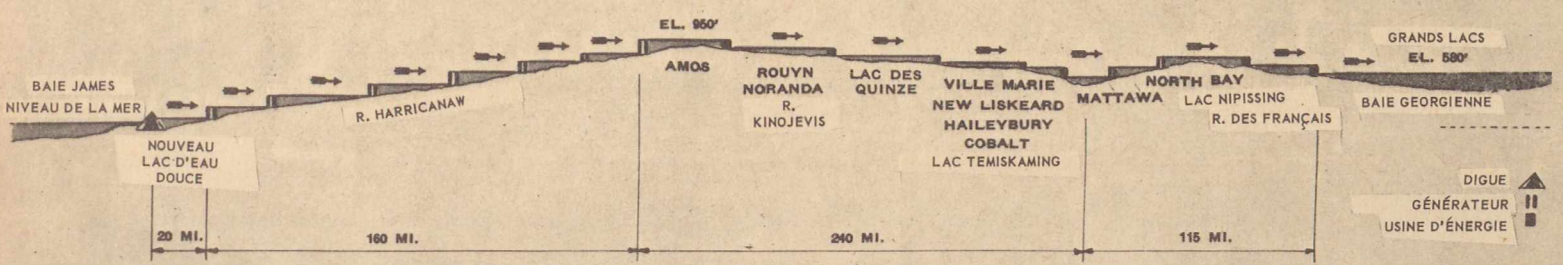 EL. 950'
BAIE JAMES
NIVEAU DE LA MER
NOUVEAU
LAC D'EAU
DOUCE
R. HARRICANAW
AMOS
ROUYN
NORANDA
R.
KINOJEVIS
LAC DES
QUINZE
VILLE MARIE
NEW LISKEARD
HAILEYBURY
COBALT
LAC TEMISKAMING
MATTAWA
NORTH BAY
LAC NIPISSING
R. DES FRANÇAIS
GRANDS LACS
EL. 580'
BAIE GEORGIENNE
DIGUE
GÉNÉRATEUR
USINE D'ÉNERGIE
20 MI.
160 MI.
240 MI.
115 MI.